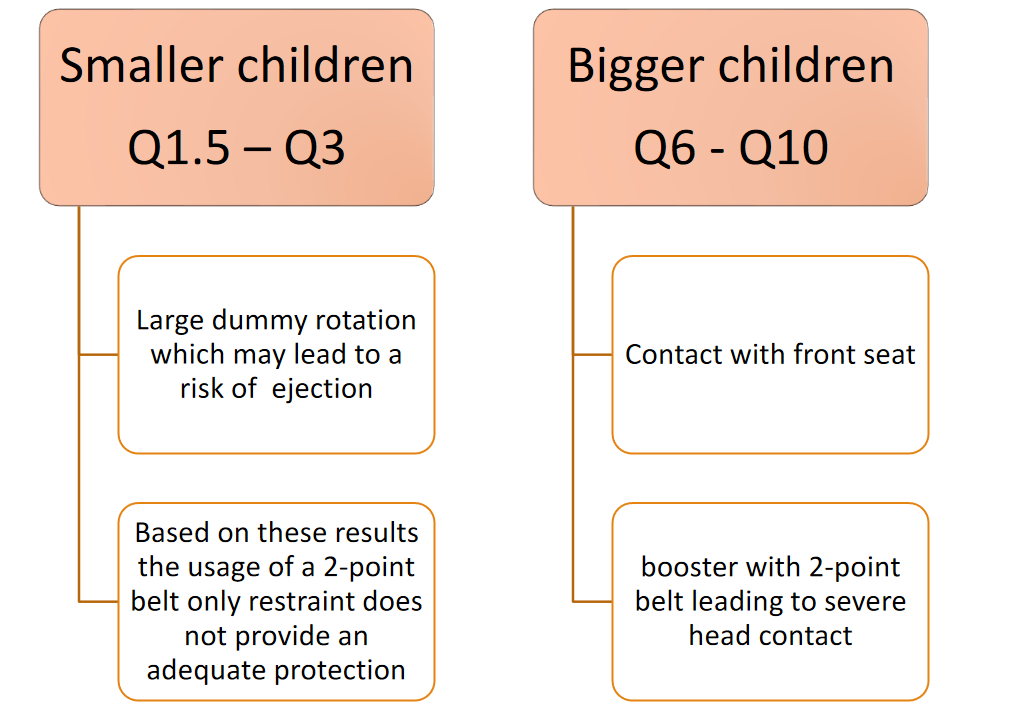 Smaller children
Q1.5 – Q3
Large dummy rotation
which may lead to a
risk of  ejection
Based on these results
the usage of a 2-point
belt only restraint does
not provide an
adequate protection
Bigger children
Q6 - Q10
Contact with front seat
booster with 2-point
belt leading to severe
head contact